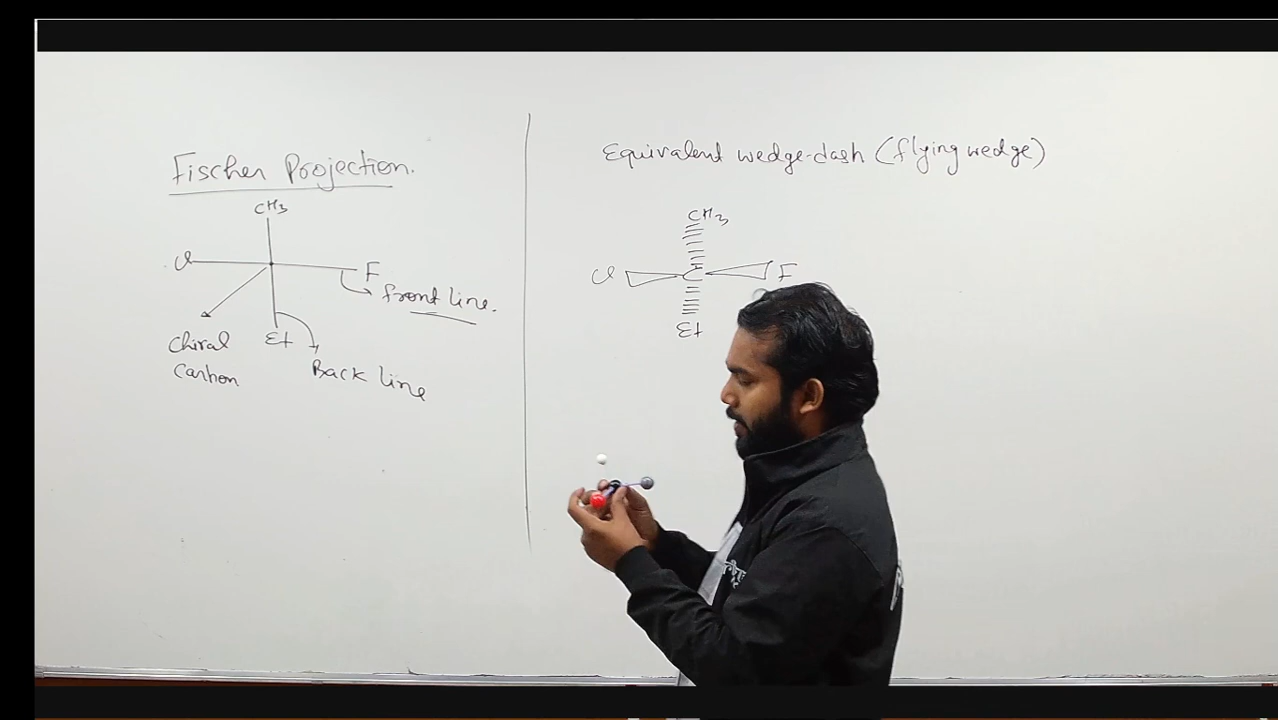 Fischer Projection.
CH3
Cl
F
front line.
Chiral
Carbon
Et
Back line
Equivalent wedge-dash (flying wedge)
CH3
Cl
C
F
Et